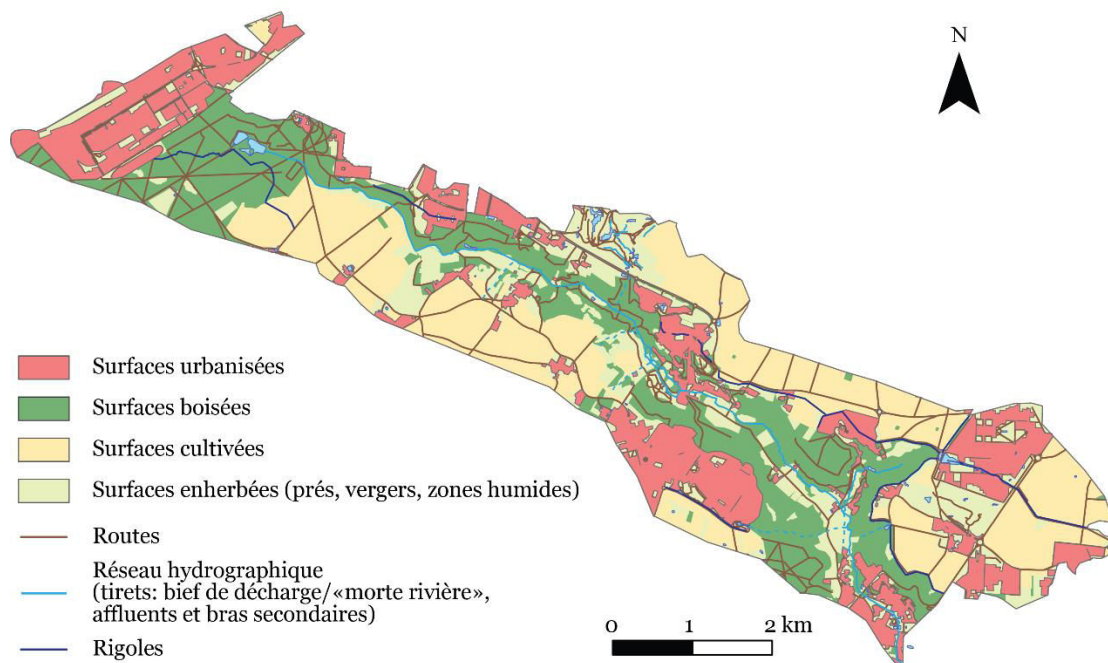 N
Surfaces urbanisées
Surfaces boisées
Surfaces cultivées
Surfaces enherbées (prés, vergers, zones humides)
Routes
Réseau hydrographique
(tirets: bief de décharge/«morte rivière»,
affluents et bras secondaires)
Rigoles
0 1 2 km